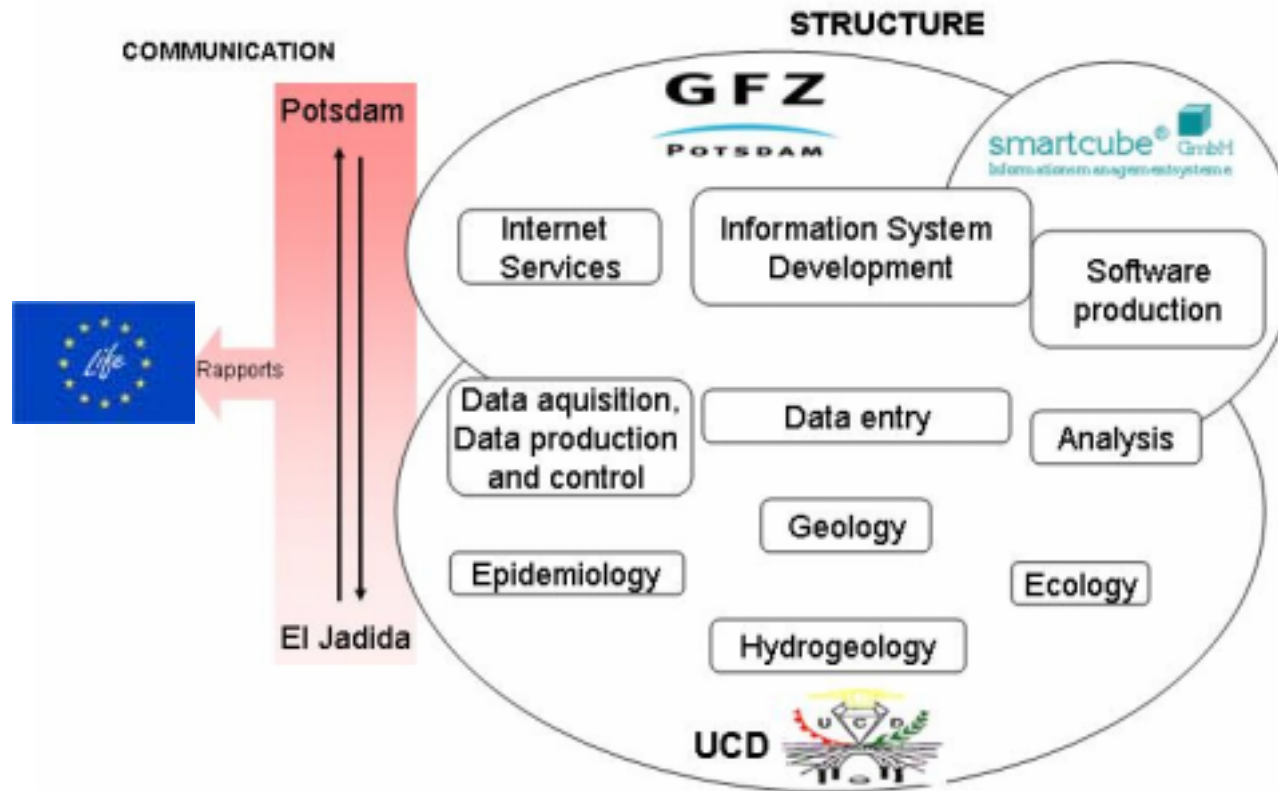 STRUCTURE
COMMUNICATION
Potsdam
El Jadida
Life
Rapports
GFZ
POTSDAM
smartcube® GmbH
Informationsmanagementsysteme
Internet
Services
Information System
Development
Software
production
Data aquisition,
Data production
and control
Data entry
Analysis
Geology
Epidemiology
Ecology
Hydrogeology
UCD
U C D